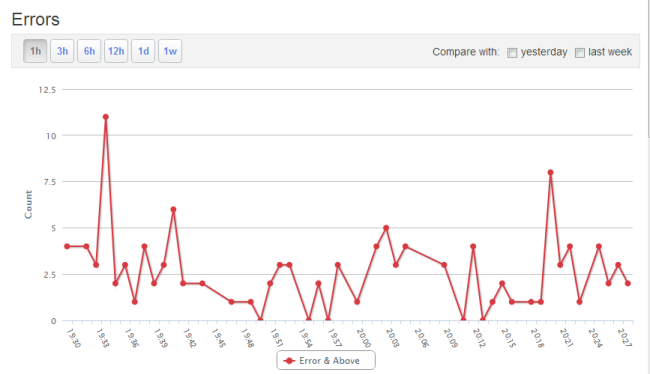 Errors
1h 3h 6h 12h 1d 1w Compare with: yesterday last week
12.5
10
7.5
5
2.5
0
Count
19:30 19:33 19:36 19:39 19:42 19:45 19:48 19:51 19:54 19:57 20:00 20:03 20:06 20:09 20:12 20:15 20:18 20:21 20:24 20:27
Error & Above